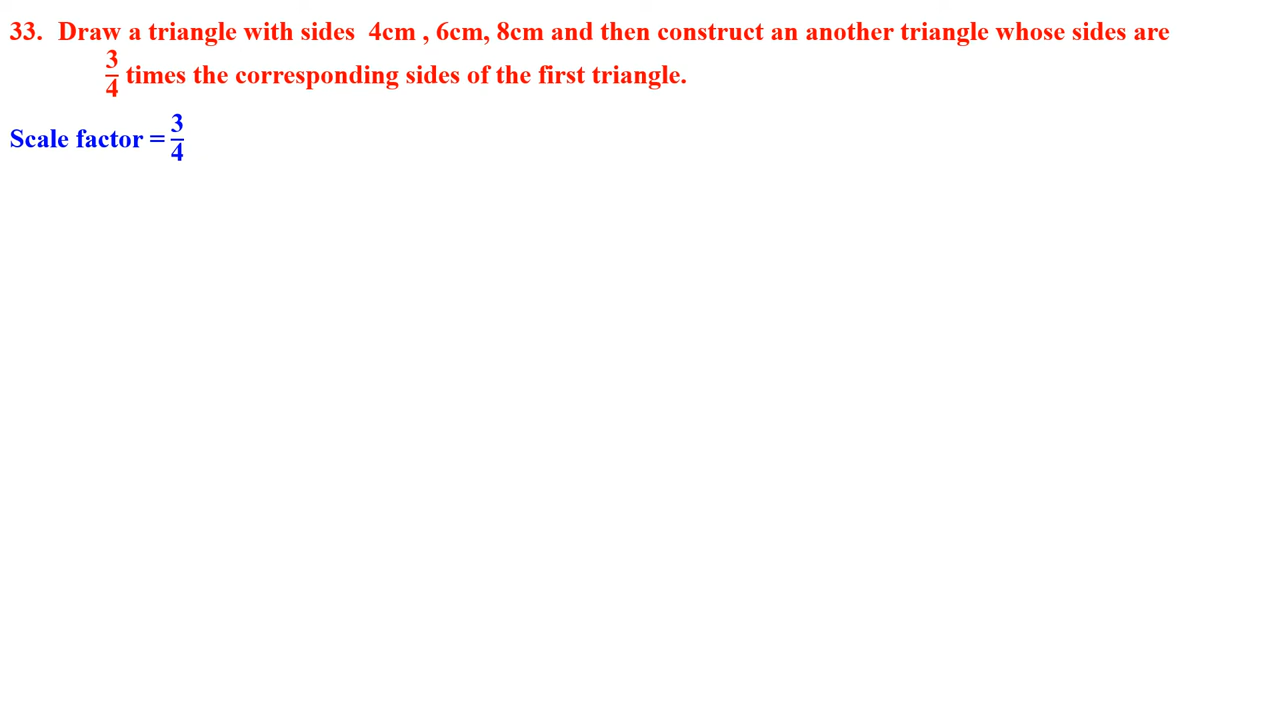 33. Draw a triangle with sides 4cm , 6cm, 8cm and then construct an another triangle whose sides are
3/4 times the corresponding sides of the first triangle.
Scale factor = 3/4